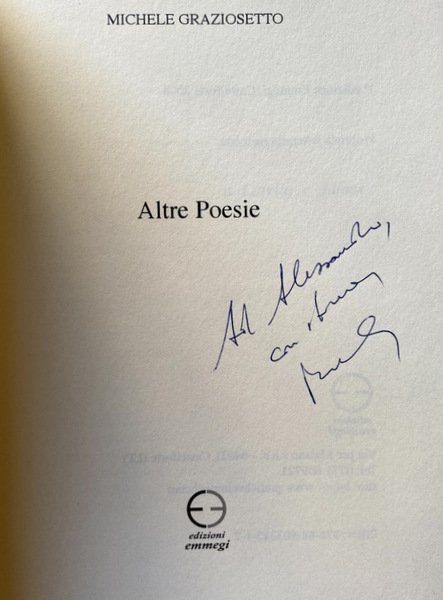 MICHELE GRAZIOSETTO
Altre Poesie
Ad Alessandro,
con stima
edizioni
emmegi